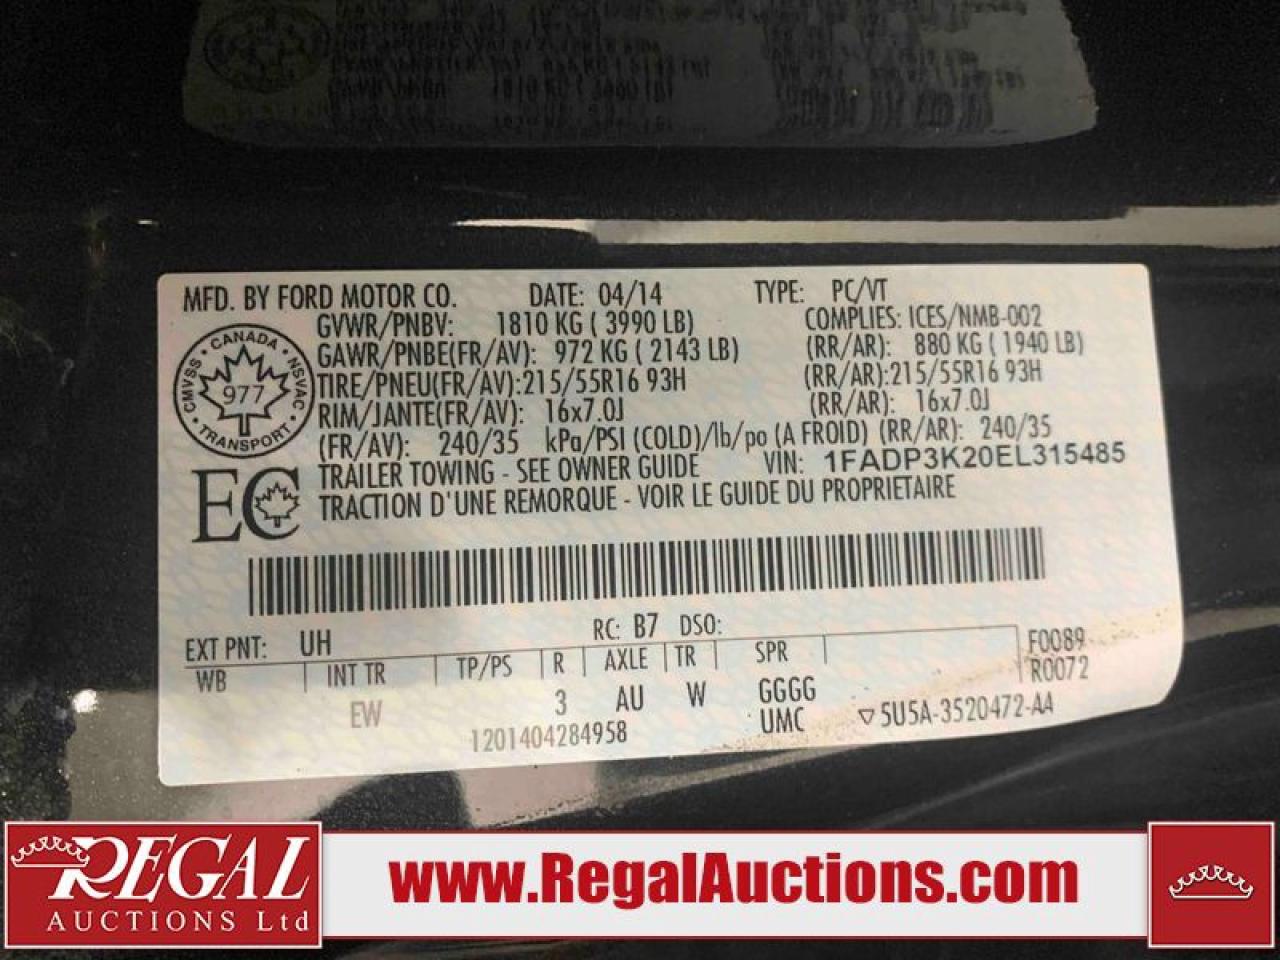 MFD. BY FORD MOTOR CO. DATE: 04/14 TYPE: PC/VT
GVWR/PNBV: 1810 KG ( 3990 LB) COMPLIES: ICES/NMB-002
GAWR/PNBE(FR/AV): 972 KG ( 2143 LB) (RR/AR): 880 KG ( 1940 LB)
TIRE/PNEU(FR/AV):215/55R16 93H (RR/AR):215/55R16 93H
RIM/JANTE(FR/AV): 16x7.0J (RR/AR): 16x7.0J
(FR/AV): 240/35 kPa/PSI (COLD)/lb/po (A FROID) (RR/AR): 240/35
TRAILER TOWING - SEE OWNER GUIDE VIN: 1FADP3K20EL315485
TRACTION D'UNE REMORQUE - VOIR LE GUIDE DU PROPRIETAIRE
CMVSS • CANADA • NSVAC
977
• TRANSPORT •
EC
EXT PNT: UH RC: B7 DSO:
WB INT TR TP/PS R AXLE TR SPR F0089
EW 3 AU W GGGG R0072
1201404284958 UMC ▽5U5A-3520472-AA
REGAL
AUCTIONS Ltd
www.RegalAuctions.com